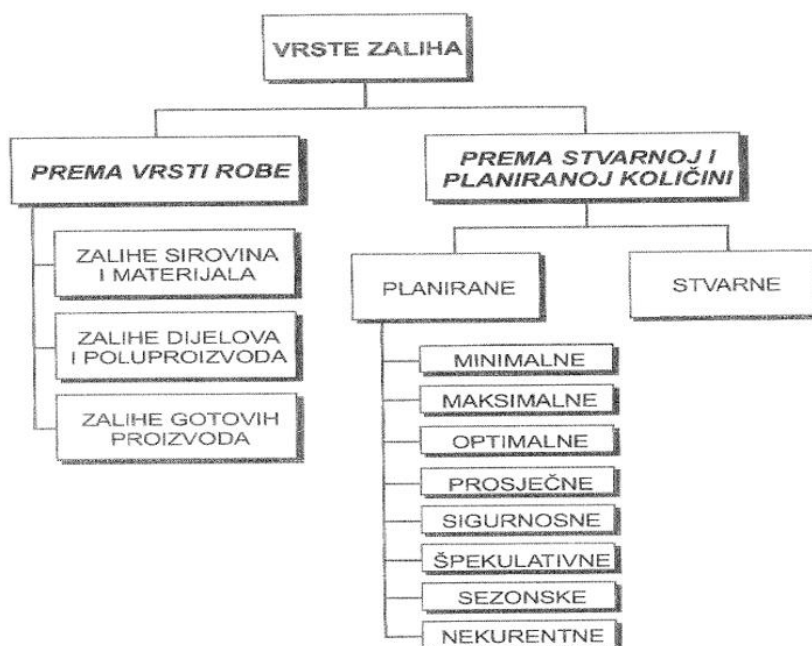 VRSTE ZALIHA
PREMA VRSTI ROBE
ZALIHE SIROVINA
I MATERIJALA
ZALIHE DIJELOVA
I POLUPROIZVODA
ZALIHE GOTOVIH
PROIZVODA
PREMA STVARNOJ I
PLANIRANOJ KOLIČINI
PLANIRANE
STVARNE
MINIMALNE
MAKSIMALNE
OPTIMALNE
PROSJEČNE
SIGURNOSNE
ŠPEKULATIVNE
SEZONSKE
NEKURENTNE